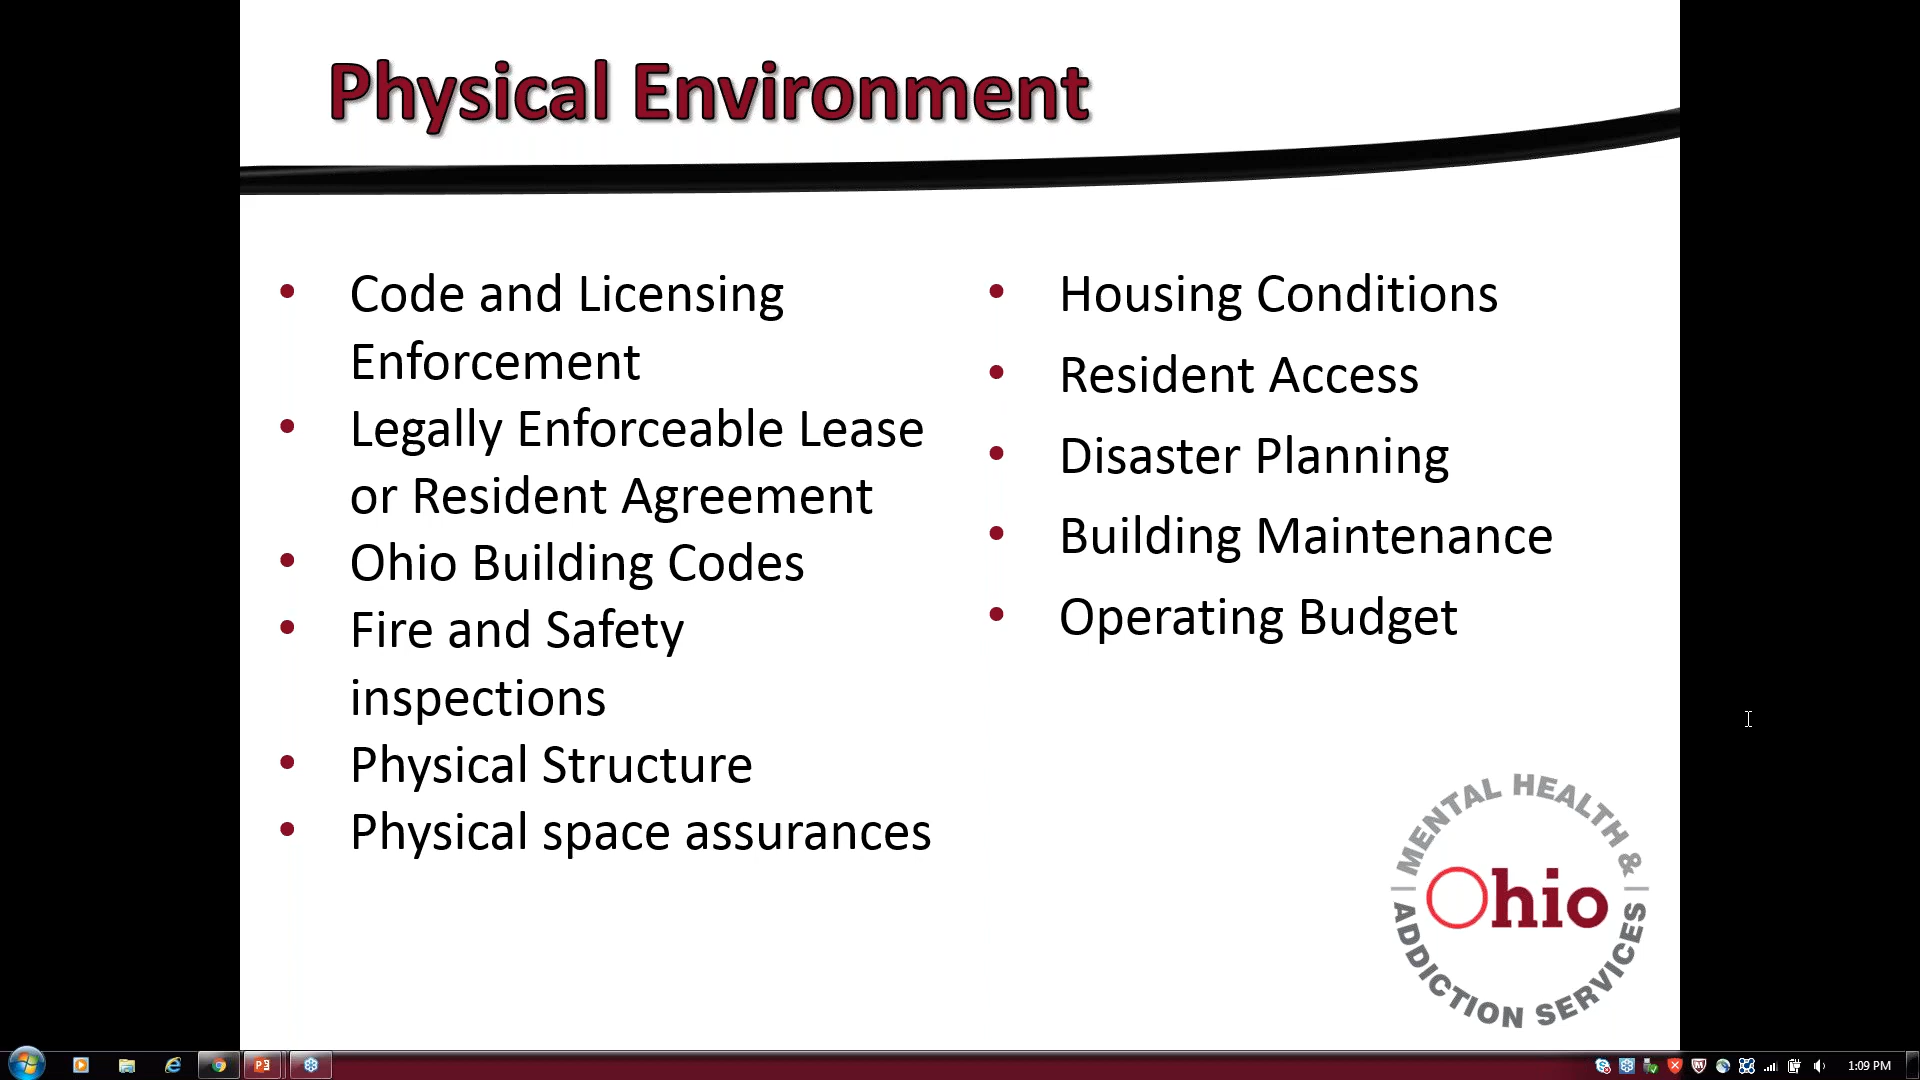 Physical Environment
• Code and Licensing
Enforcement
• Legally Enforceable Lease
or Resident Agreement
• Ohio Building Codes
• Fire and Safety
inspections
• Physical Structure
• Physical space assurances
• Housing Conditions
• Resident Access
• Disaster Planning
• Building Maintenance
• Operating Budget
MENTAL HEALTH &
Ohio
ADDICTION SERVICES
1:09 PM